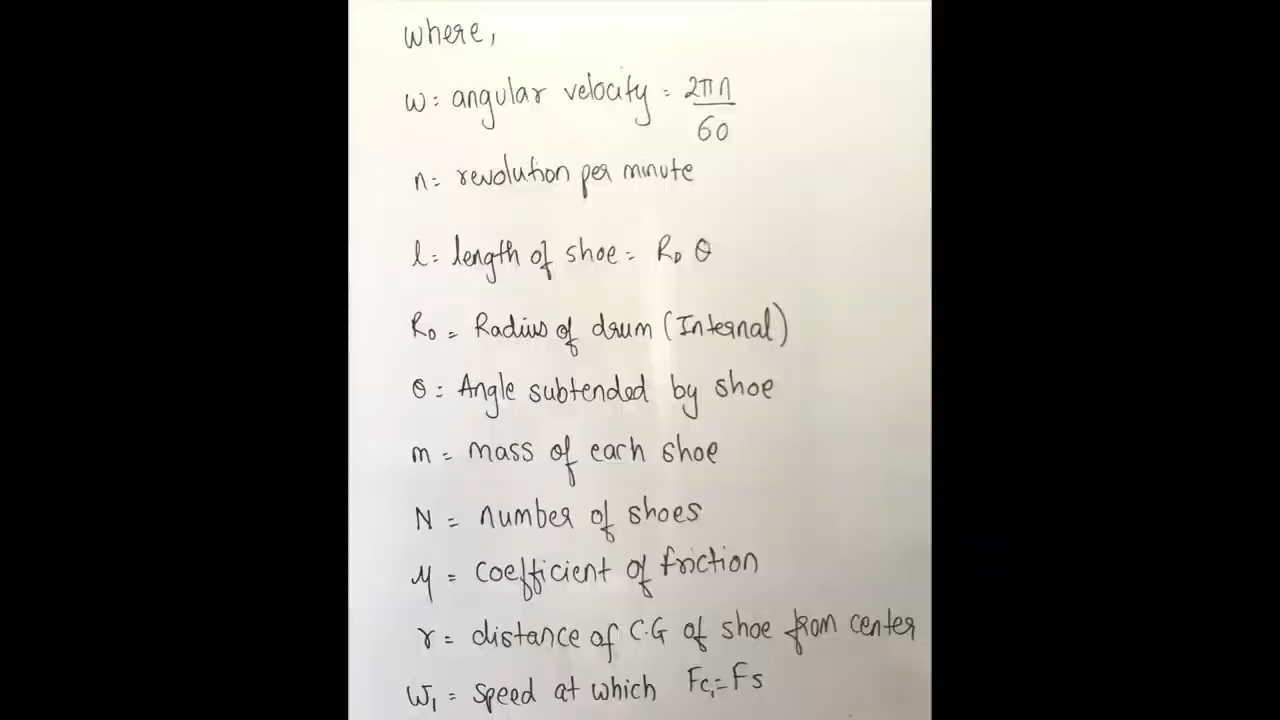 where,
ω = angular velocity = 2πn/60
n = revolution per minute
l = length of shoe = R_D θ
R_D = Radius of drum (Internal)
θ = Angle subtended by shoe
m = mass of each shoe
N = number of shoes
μ = coefficient of friction
r = distance of C.G of shoe from center
ω₁ = speed at which Fc₁ = Fs